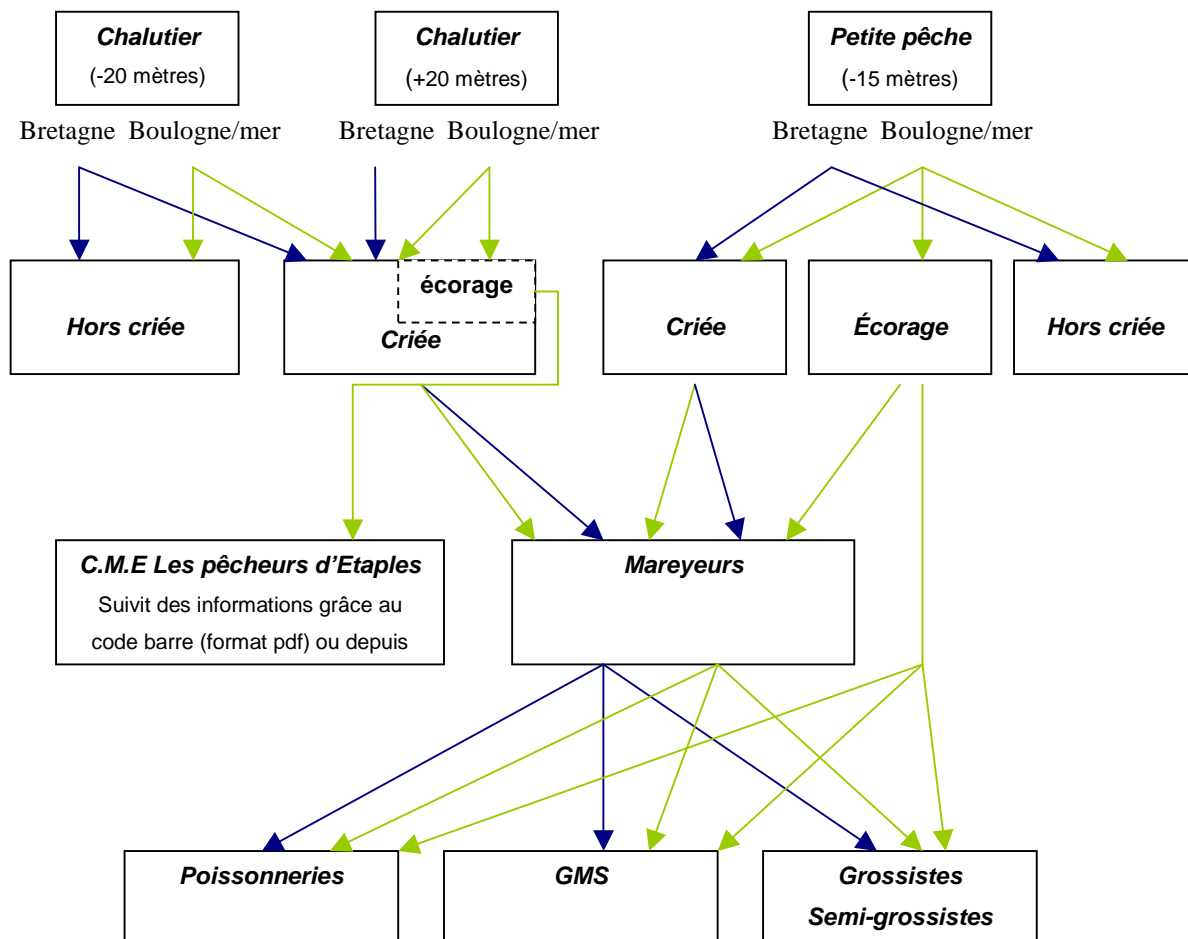 Chalutier
(-20 mètres)
Chalutier
(+20 mètres)
Petite pêche
(-15 mètres)
Bretagne Boulogne/mer
Bretagne Boulogne/mer
Bretagne Boulogne/mer
Hors criée
écorage
Criée
Criée
Écorage
Hors criée
C.M.E Les pêcheurs d'Etaples
Suivit des informations grâce au
code barre (format pdf) ou depuis
Mareyeurs
Poissonneries
GMS
Grossistes
Semi-grossistes